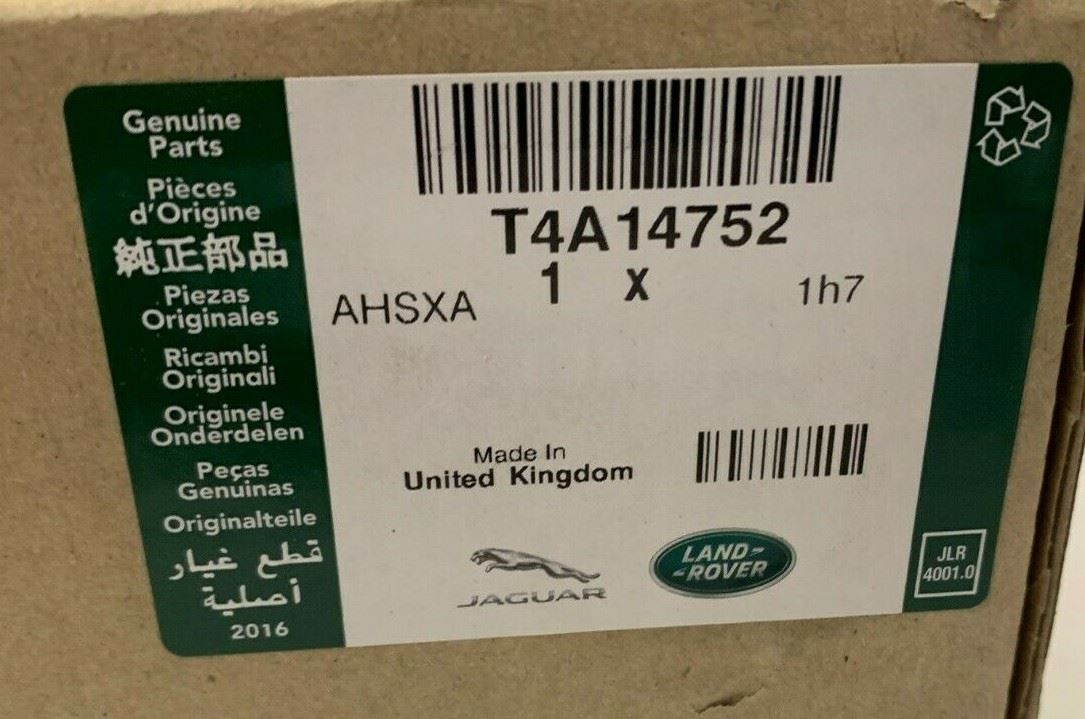 Genuine
Parts
Pièces
d'Origine
純正部品
Piezas
Originales
Ricambi
Originali
Originele
Onderdelen
Peças
Genuinas
Originalteile
قطع غيار
أصلية
2016
T4A14752
1 X
AHSXA
1h7
Made In
United Kingdom
JAGUAR
LAND-
-ROVER
JLR
4001.0